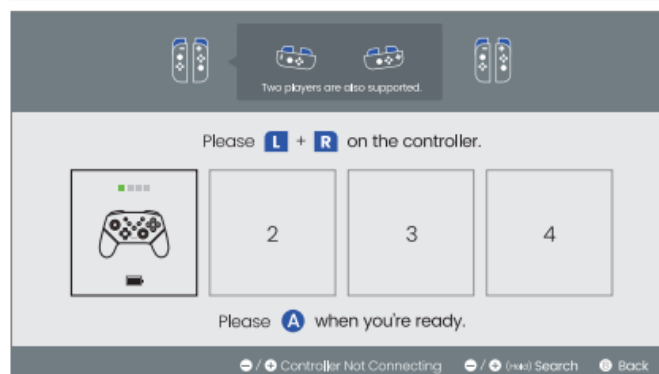 Two players are also supported.
Please L + R on the controller.
2 3 4
Please A when you're ready.
-/+ Controller Not Connecting -/+ (Hold) Search B Back